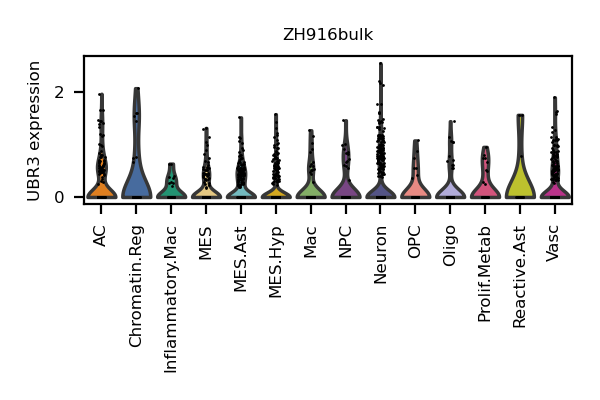 ZH916bulk
UBR3 expression
2
0
AC
Chromatin.Reg
Inflammatory.Mac
MES
MES.Ast
MES.Hyp
Mac
NPC
Neuron
OPC
Oligo
Prolif.Metab
Reactive.Ast
Vasc